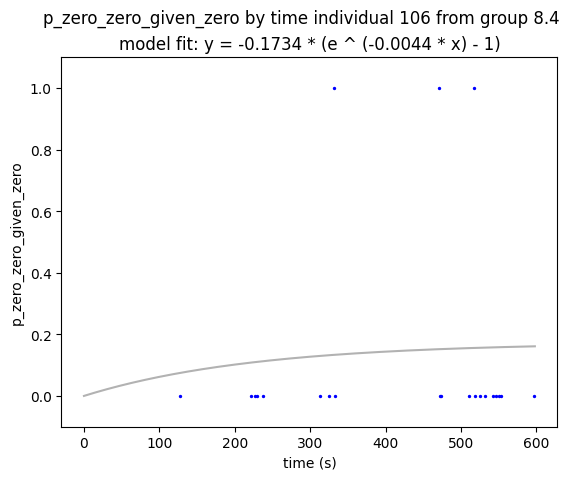 p_zero_zero_given_zero by time individual 106 from group 8.4
model fit: y = -0.1734 * (e ^ (-0.0044 * x) - 1)
1.0
0.8
0.6
0.4
0.2
0.0
p_zero_zero_given_zero
0 100 200 300 400 500 600
time (s)